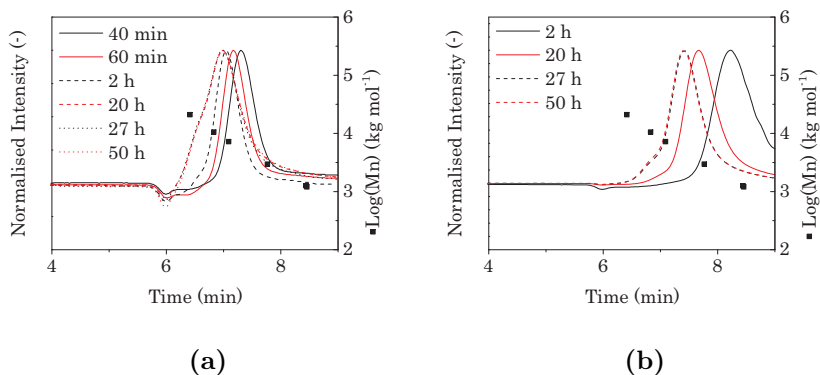 Normalised Intensity (-)
40 min
60 min
2 h
20 h
27 h
50 h
6
5
4
3
2
Log(Mn) (kg mol⁻¹)
4 6 8
Time (min)
(a)
Normalised Intensity (-)
2 h
20 h
27 h
50 h
6
5
4
3
2
Log(Mn) (kg mol⁻¹)
4 6 8
Time (min)
(b)